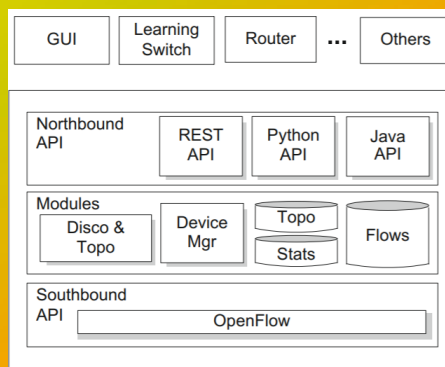 GUI
Learning
Switch
Router
...
Others
Northbound
API
REST
API
Python
API
Java
API
Modules
Disco &
Topo
Device
Mgr
Topo
Stats
Flows
Southbound
API
OpenFlow